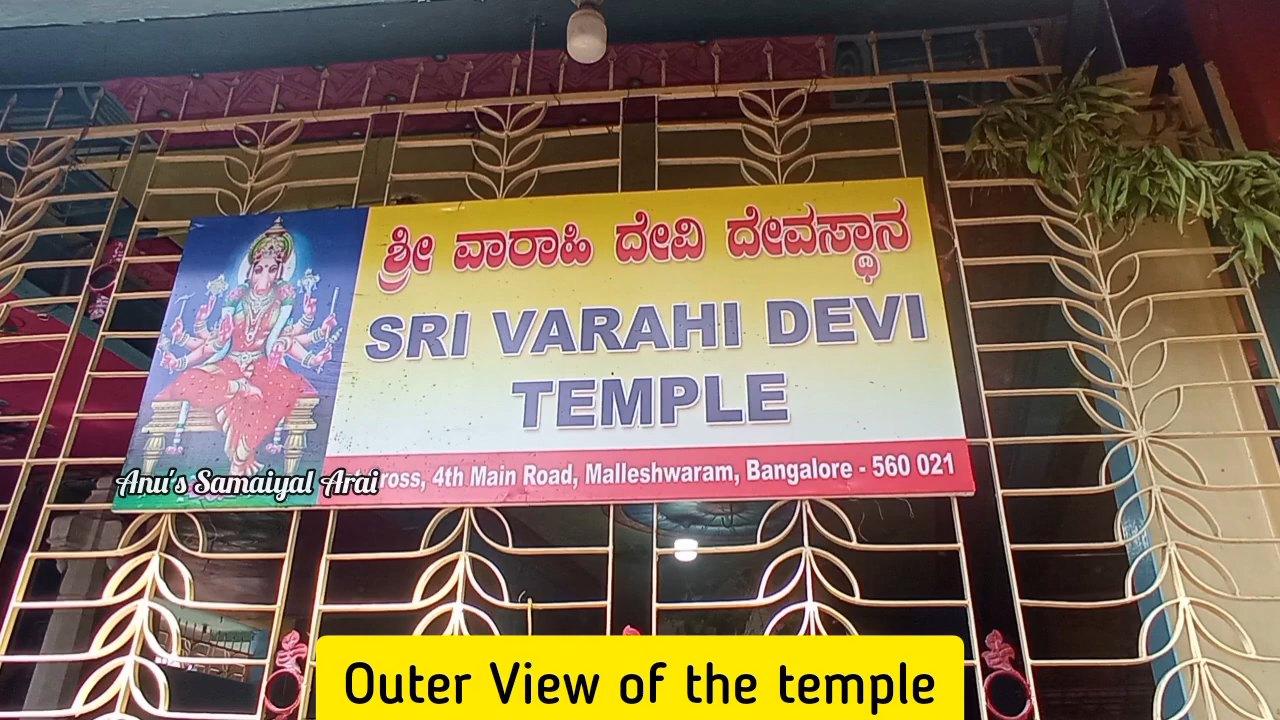 ಶ್ರೀ ವಾರಾಹಿ ದೇವಿ ದೇವಸ್ಥಾನ
SRI VARAHI DEVI
TEMPLE
4th Main Road, Malleshwaram, Bangalore - 560 021
Anu's Samaiyal Arai
Outer View of the temple